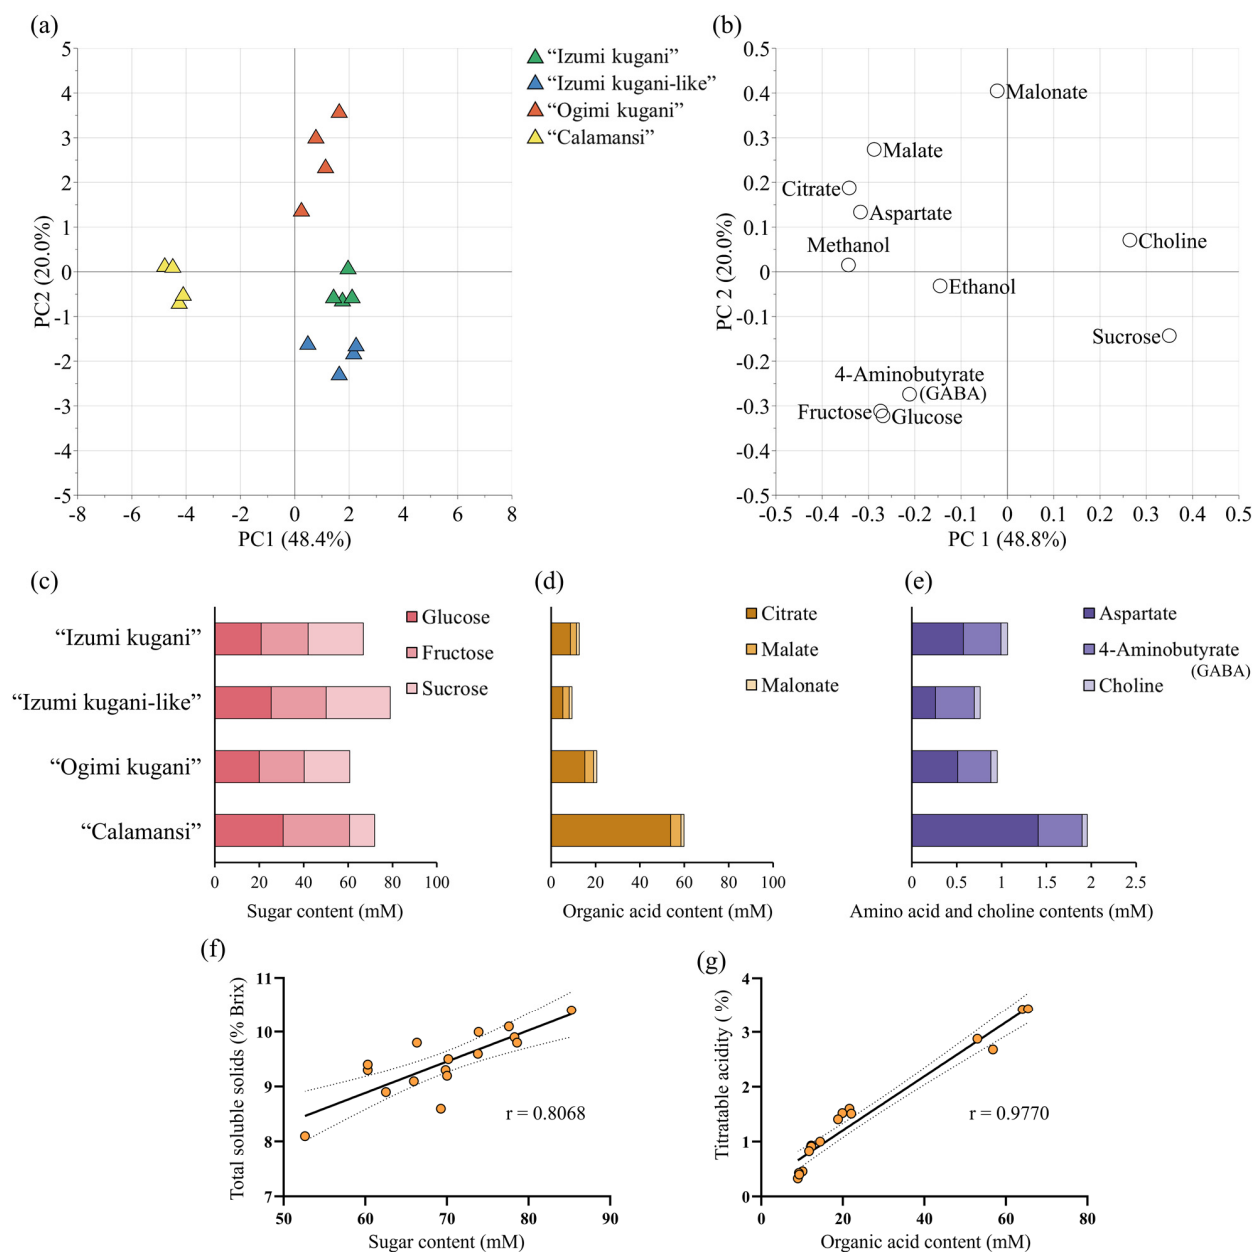 (a)
5
4
3
2
1
0
-1
-2
-3
-4
-5
-8 -6 -4 -2 0 2 4 6 8
PC1 (48.4%)
PC2 (20.0%)
“Izumi kugani”
“Izumi kugani-like”
“Ogimi kugani”
“Calamansi”
(b)
0.5
0.4
0.3
0.2
0.1
0
-0.1
-0.2
-0.3
-0.4
-0.5
-0.5 -0.4 -0.3 -0.2 -0.1 0 0.1 0.2 0.3 0.4 0.5
PC 1 (48.8%)
PC 2 (20.0%)
Malonate
Malate
Citrate
Aspartate
Methanol
Choline
Ethanol
Sucrose
4-Aminobutyrate
(GABA)
Fructose
Glucose
(c)
“Izumi kugani”
“Izumi kugani-like”
“Ogimi kugani”
“Calamansi”
Glucose
Fructose
Sucrose
0 20 40 60 80 100
Sugar content (mM)
(d)
Citrate
Malate
Malonate
0 20 40 60 80 100
Organic acid content (mM)
(e)
Aspartate
4-Aminobutyrate
(GABA)
Choline
0 0.5 1 1.5 2 2.5
Amino acid and choline contents (mM)
(f)
11
10
9
8
7
50 60 70 80 90
Total soluble solids (% Brix)
Sugar content (mM)
r = 0.8068
(g)
4
3
2
1
0
0 20 40 60 80
Titratable acidity ( %)
Organic acid content (mM)
r = 0.9770